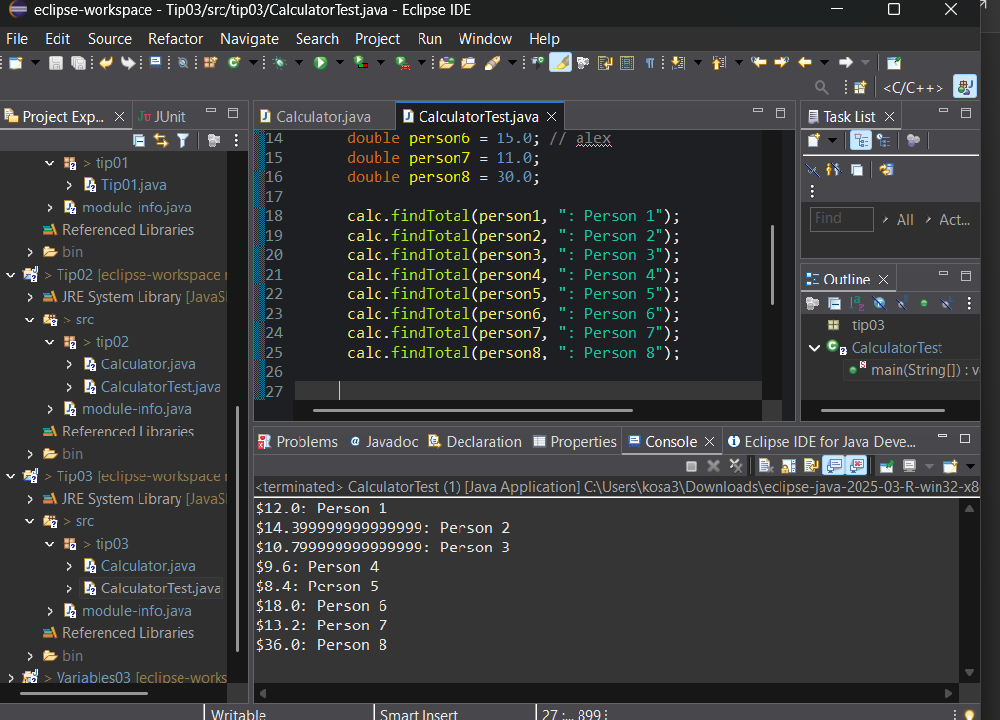 eclipse-workspace - Tip03/src/tip03/CalculatorTest.java - Eclipse IDE
File Edit Source Refactor Navigate Search Project Run Window Help
<C/C++>
Project Exp... JUnit
> tip01
Tip01.java
module-info.java
Referenced Libraries
bin
> Tip02 [eclipse-workspace
JRE System Library [JavaS
> src
> tip02
Calculator.java
CalculatorTest.java
module-info.java
Referenced Libraries
bin
> Tip03 [eclipse-workspace
JRE System Library [JavaS
> src
> tip03
Calculator.java
CalculatorTest.java
module-info.java
Referenced Libraries
bin
> Variables03 [eclipse-works
Calculator.java CalculatorTest.java
14 double person6 = 15.0; // alex
15 double person7 = 11.0;
16 double person8 = 30.0;
17
18 calc.findTotal(person1, ": Person 1");
19 calc.findTotal(person2, ": Person 2");
20 calc.findTotal(person3, ": Person 3");
21 calc.findTotal(person4, ": Person 4");
22 calc.findTotal(person5, ": Person 5");
23 calc.findTotal(person6, ": Person 6");
24 calc.findTotal(person7, ": Person 7");
25 calc.findTotal(person8, ": Person 8");
26
27
Task List
Find All Act...
Outline
tip03
CalculatorTest
main(String[]) : v
Problems Javadoc Declaration Properties Console Eclipse IDE for Java Deve...
<terminated> CalculatorTest (1) [Java Application] C:\Users\kosa3\Downloads\eclipse-java-2025-03-R-win32-x8
$12.0: Person 1
$14.399999999999999: Person 2
$10.799999999999999: Person 3
$9.6: Person 4
$8.4: Person 5
$18.0: Person 6
$13.2: Person 7
$36.0: Person 8
Writable Smart Insert 27 :... 899